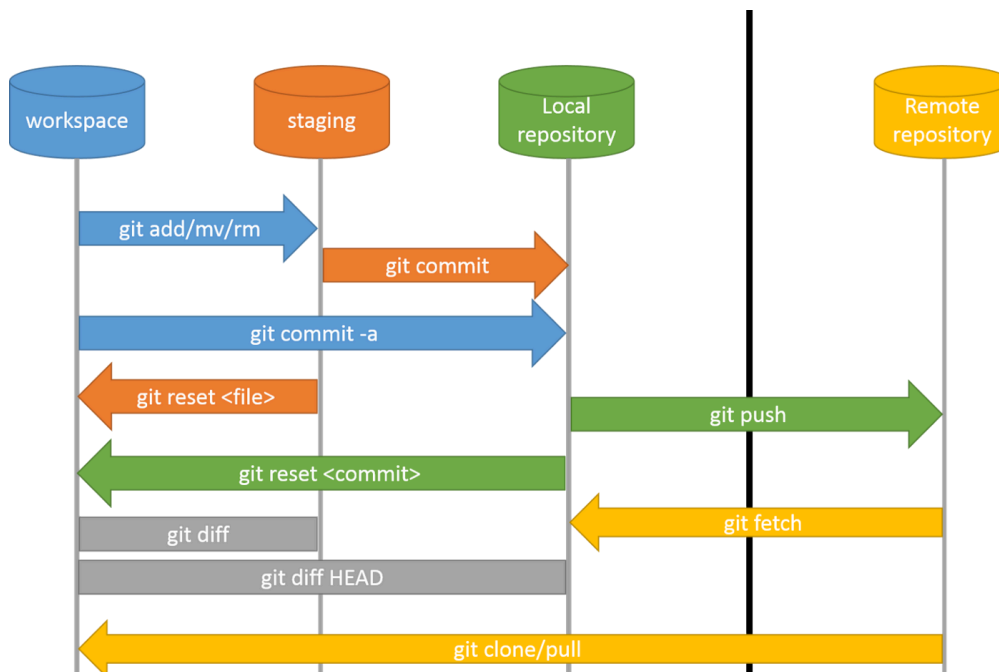 workspace
staging
Local
repository
Remote
repository
git add/mv/rm
git commit
git commit -a
git reset <file>
git push
git reset <commit>
git fetch
git diff
git diff HEAD
git clone/pull